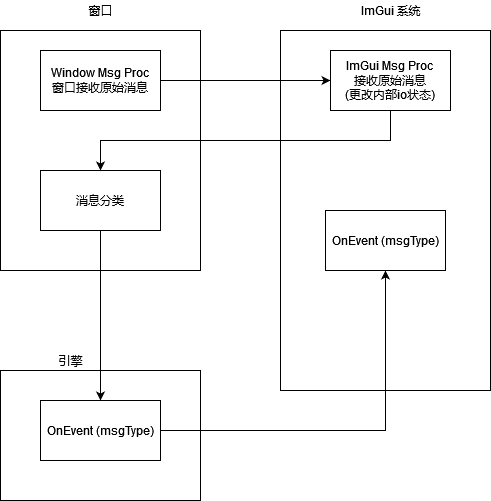 窗口
ImGui 系统
Window Msg Proc
窗口接收原始消息
ImGui Msg Proc
接收原始消息
(更改内部io状态)
消息分类
OnEvent (msgType)
引擎
OnEvent (msgType)